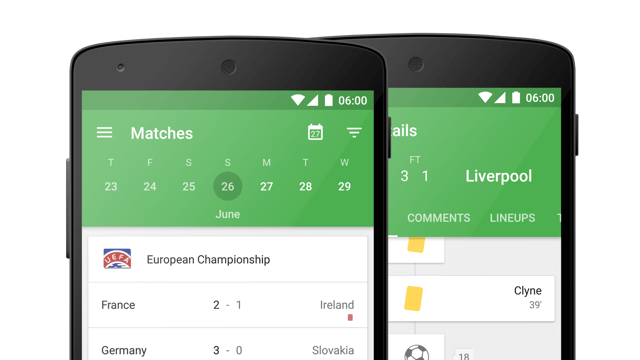 06:00
Matches
27
T F S S M T W
23 24 25 26 27 28 29
June
UEFA
European Championship
France 2 - 1 Ireland
Germany 3 - 0 Slovakia
06:00
ails
FT
3 1 Liverpool
COMMENTS LINEUPS T
Clyne
39'
18